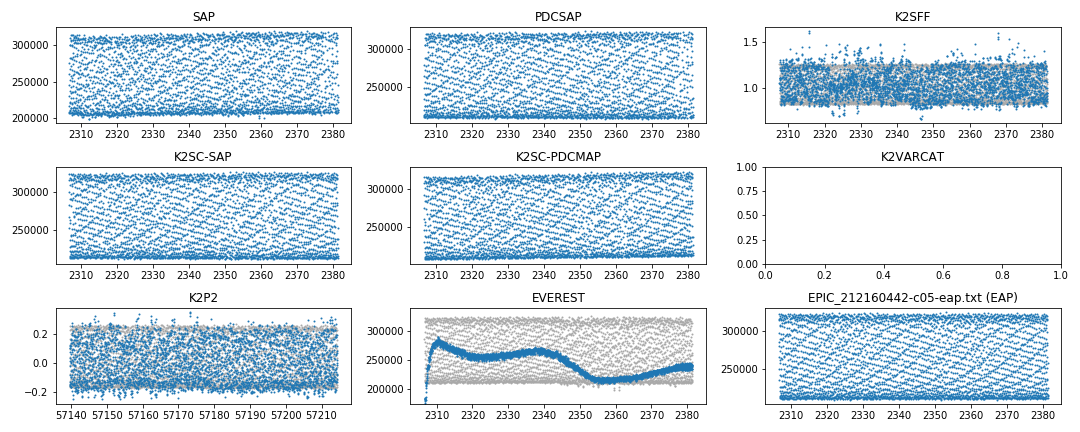 SAP
300000
250000
200000
2310 2320 2330 2340 2350 2360 2370 2380
PDCSAP
300000
250000
2310 2320 2330 2340 2350 2360 2370 2380
K2SFF
1.5
1.0
2310 2320 2330 2340 2350 2360 2370 2380
K2SC-SAP
300000
250000
2310 2320 2330 2340 2350 2360 2370 2380
K2SC-PDCMAP
300000
250000
2310 2320 2330 2340 2350 2360 2370 2380
K2VARCAT
1.00
0.75
0.50
0.25
0.00
0.0 0.2 0.4 0.6 0.8 1.0
K2P2
0.2
0.0
−0.2
57140 57150 57160 57170 57180 57190 57200 57210
EVEREST
300000
250000
200000
2310 2320 2330 2340 2350 2360 2370 2380
EPIC_212160442-c05-eap.txt (EAP)
300000
250000
2310 2320 2330 2340 2350 2360 2370 2380